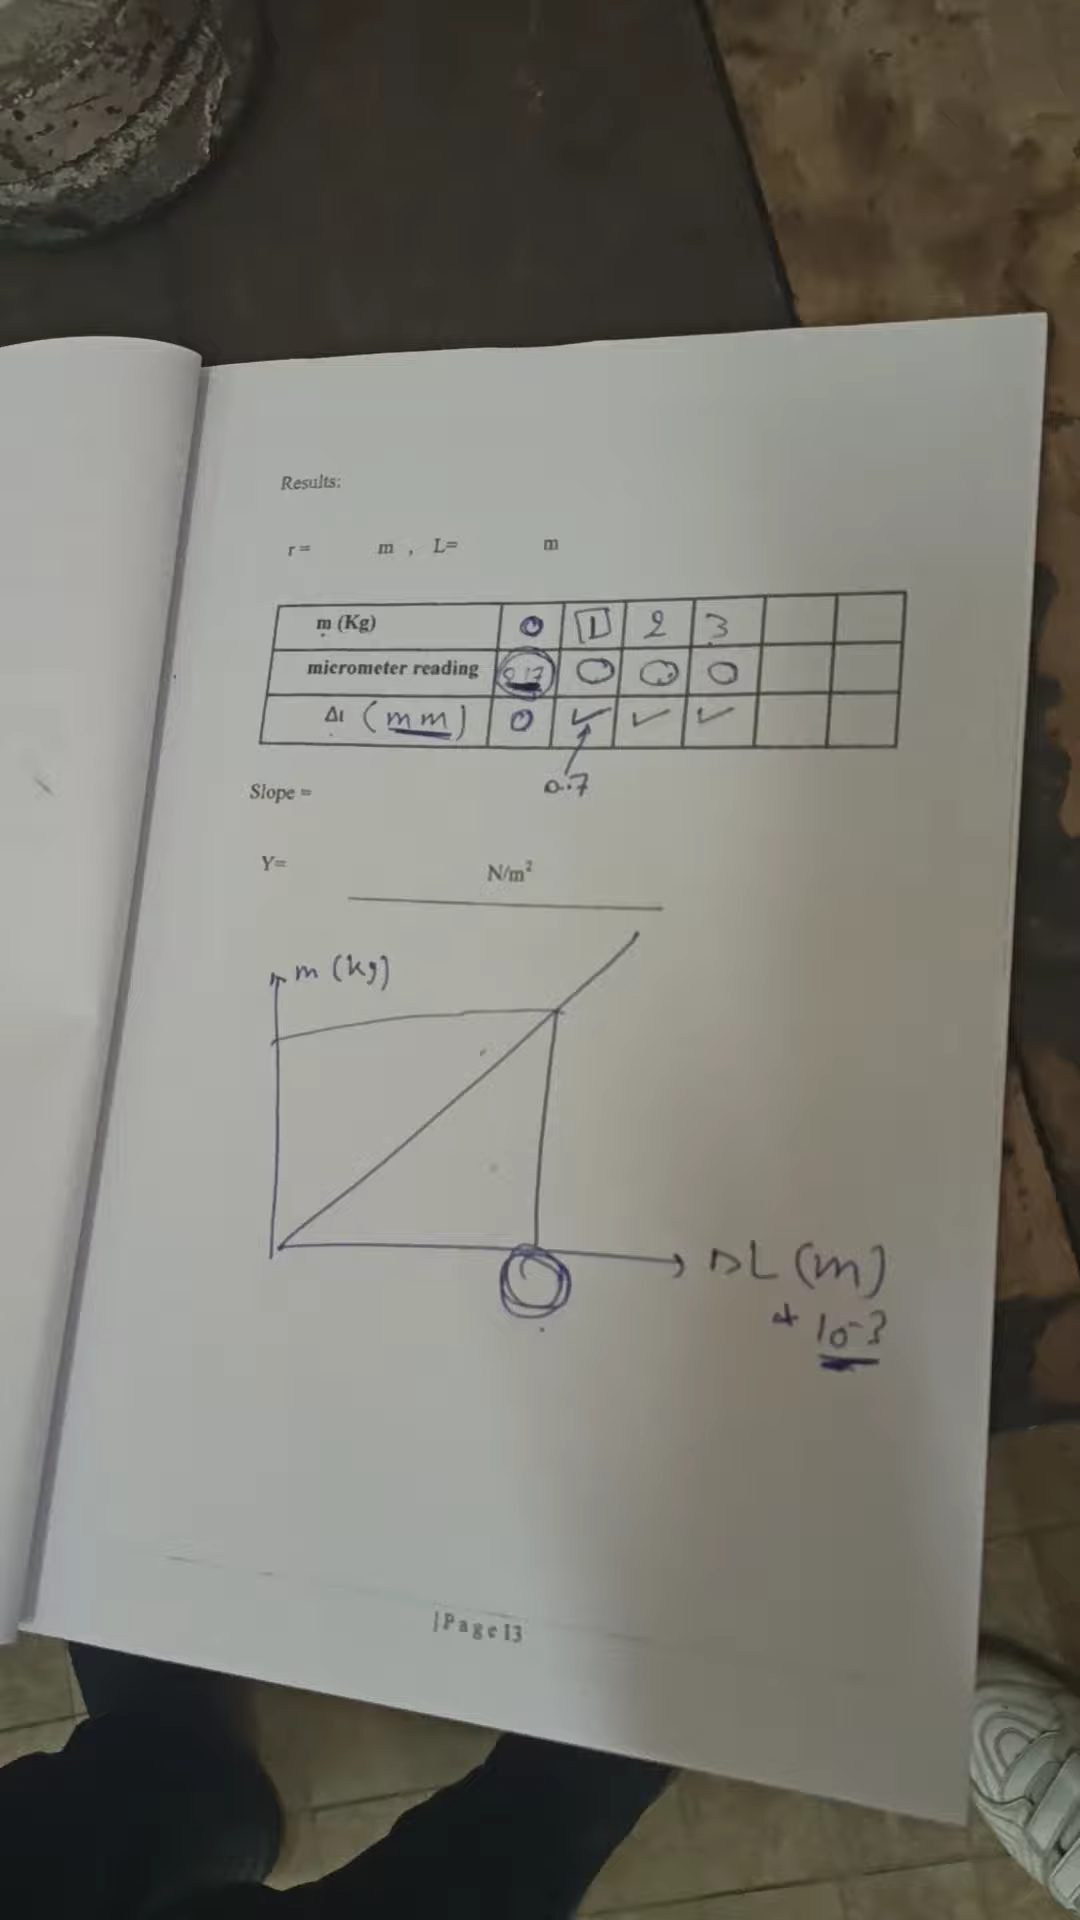 Results:
r = m , L= m
m (Kg) 0 1 2 3
micrometer reading 0 0 0
Δl (mm) 0 ✓ ✓ ✓
0.7
Slope =
Y= N/m²
m (kg)
ΔL (m)
* 10-3
|Page 13